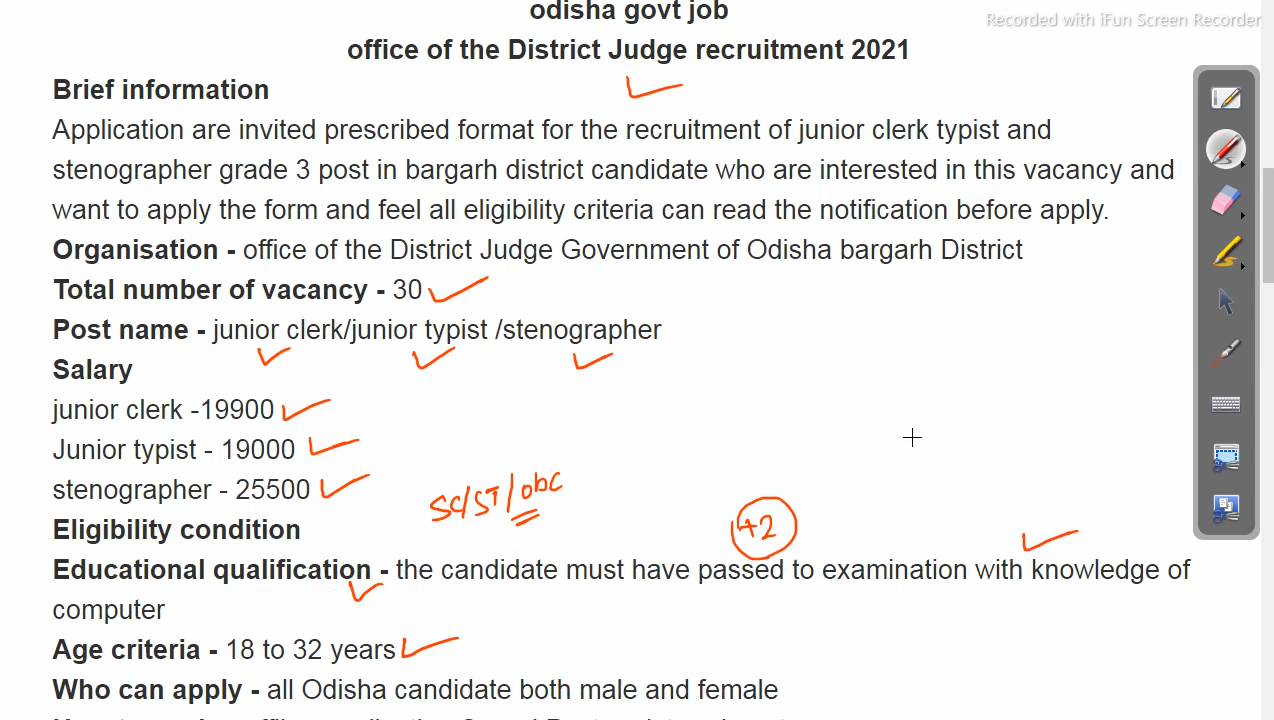 odisha govt job
Recorded with iFun Screen Recorder
office of the District Judge recruitment 2021
Brief information
Application are invited prescribed format for the recruitment of junior clerk typist and
stenographer grade 3 post in bargarh district candidate who are interested in this vacancy and
want to apply the form and feel all eligibility criteria can read the notification before apply.
Organisation - office of the District Judge Government of Odisha bargarh District
Total number of vacancy - 30
Post name - junior clerk/junior typist /stenographer
Salary
junior clerk -19900
Junior typist - 19000
stenographer - 25500
SC/ST/obc
Eligibility condition
+2
Educational qualification - the candidate must have passed to examination with knowledge of
computer
Age criteria - 18 to 32 years
Who can apply - all Odisha candidate both male and female